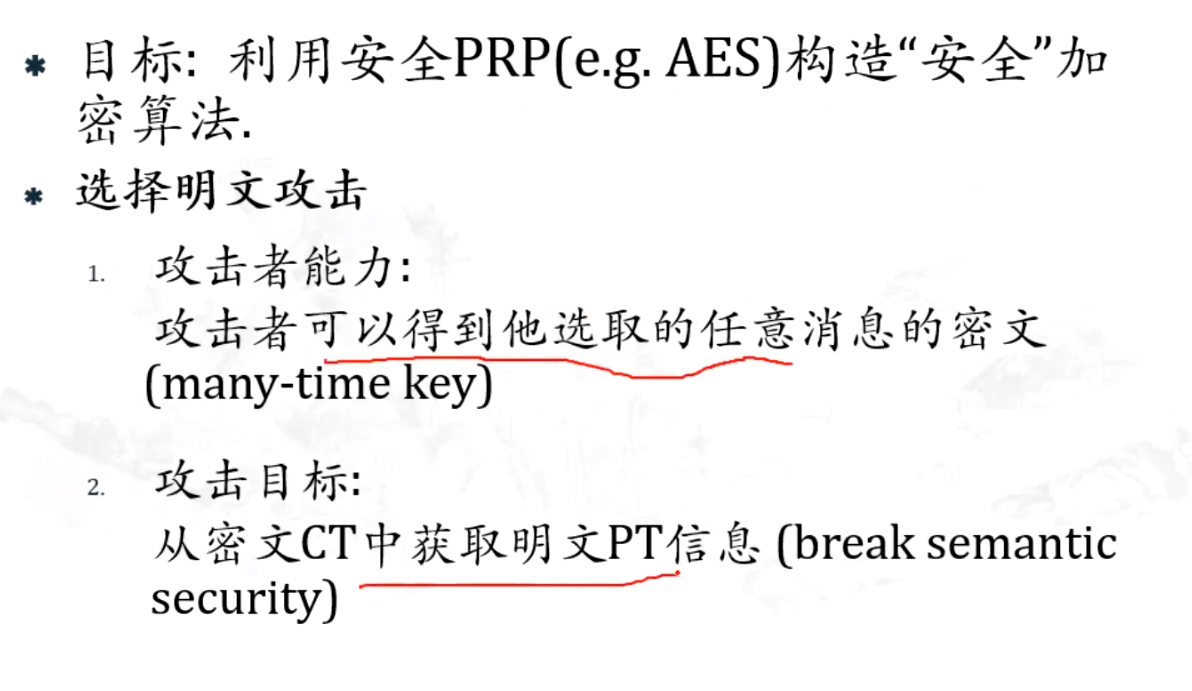 * 目标: 利用安全PRP(e.g. AES)构造“安全”加
密算法.
* 选择明文攻击
1. 攻击者能力:
攻击者可以得到他选取的任意消息的密文
(many-time key)
2. 攻击目标:
从密文CT中获取明文PT信息 (break semantic
security)